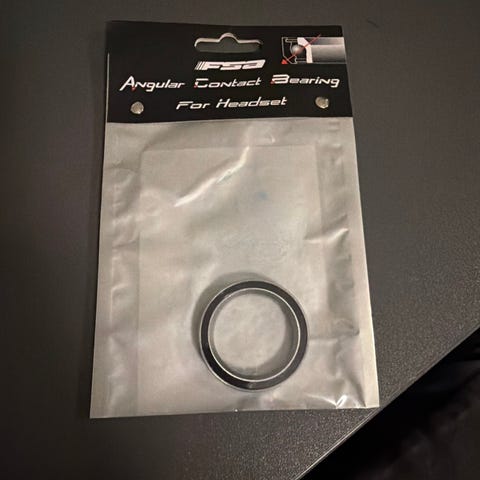 FSA
Angular Contact Bearing
For Headset